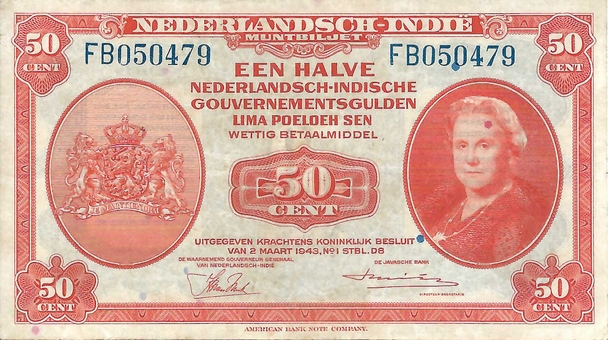 NEDERLANDSCH-INDIË
MUNTBILJET
50 CENT
50 CENT
FB050479
FB050479
EEN HALVE
NEDERLANDSCH-INDISCHE
GOUVERNEMENTSGULDEN
LIMA POELOEH SEN
WETTIG BETAALMIDDEL
50
CENT
UITGEGEVEN KRACHTENS KONINKLIJK BESLUIT
VAN 2 MAART 1943, No1 STBL.D8
DE WAARNEMEND GOUVERNEUR GENERAAL
VAN NEDERLANDSCH-INDIË
DE JAVASCHE BANK
DIRECTEUR-SECRETARIS
50 CENT
50 CENT
AMERICAN BANK NOTE COMPANY.